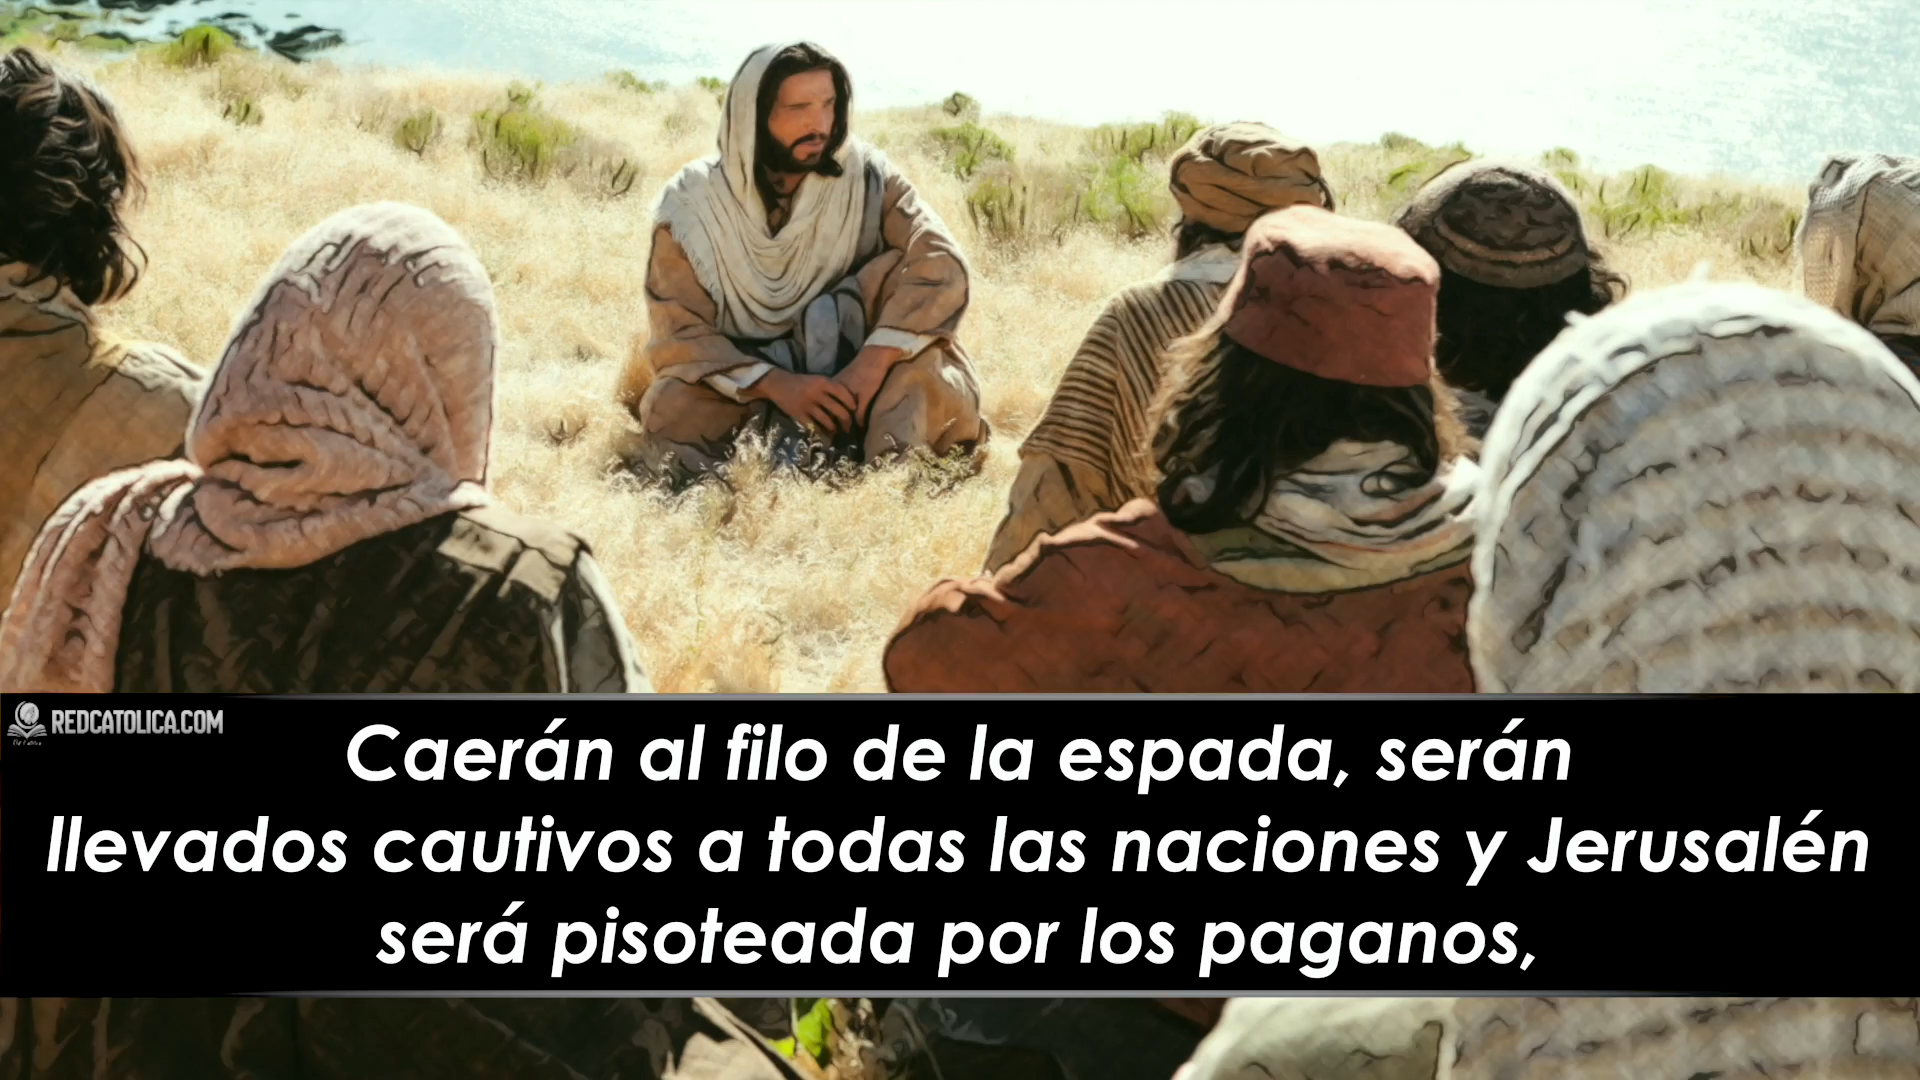 REDCATOLICA.COM
Caerán al filo de la espada, serán
llevados cautivos a todas las naciones y Jerusalén
será pisoteada por los paganos,